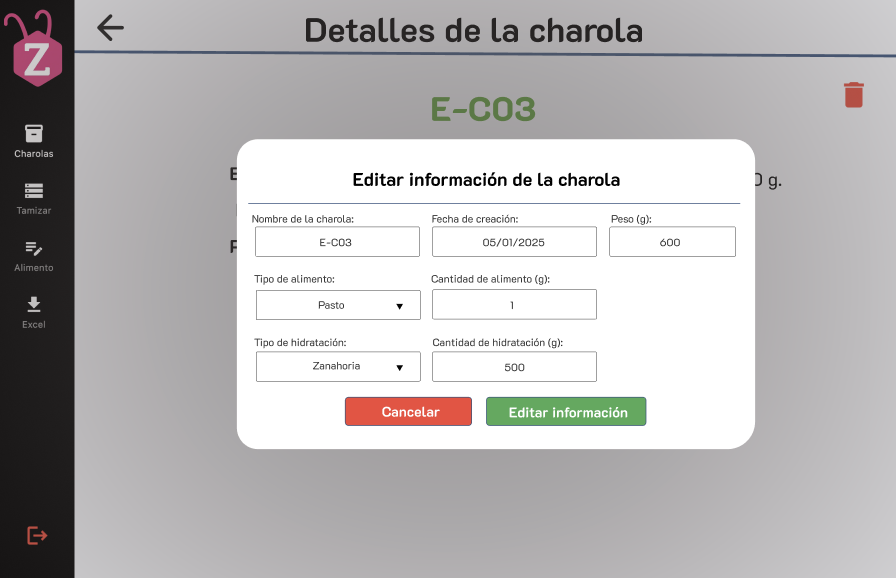 Z
Detalles de la charola
E-C03
0 g.
Charolas
Tamizar
Alimento
Excel
Editar información de la charola
Nombre de la charola:
Fecha de creación:
Peso (g):
E-C03
05/01/2025
600
Tipo de alimento:
Cantidad de alimento (g):
Pasto
1
Tipo de hidratación:
Cantidad de hidratación (g):
Zanahoria
500
Cancelar
Editar información